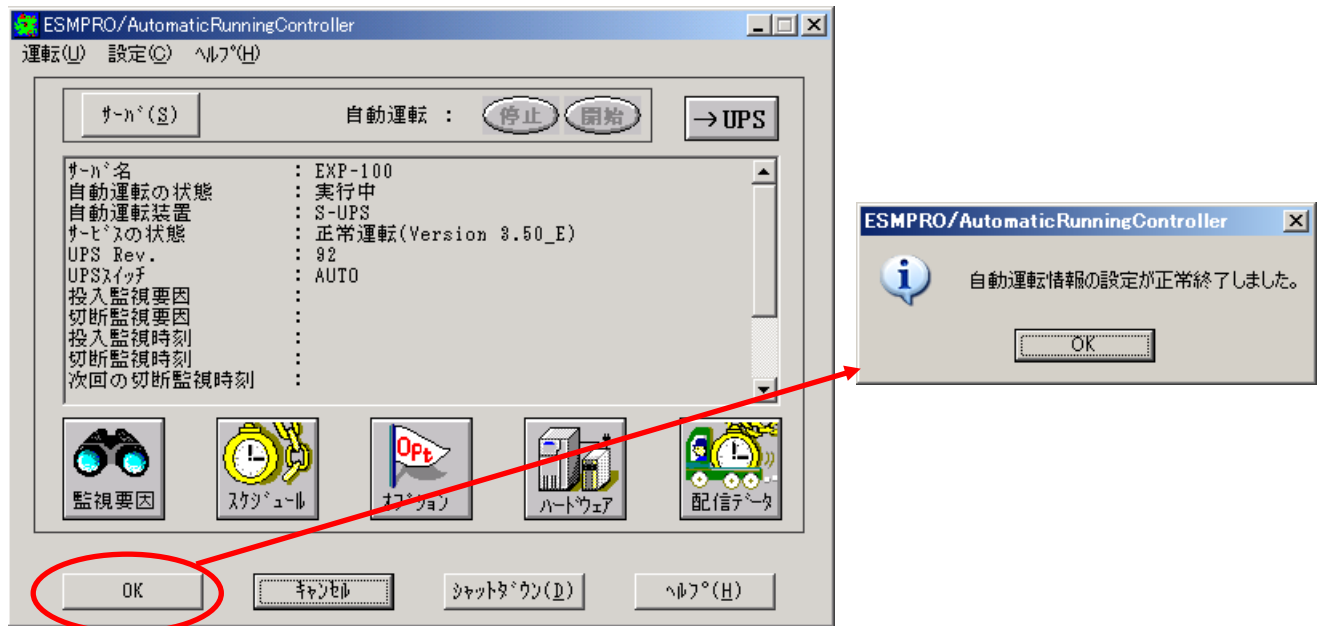 ESMPRO/AutomaticRunningController
運転(U) 設定(C) ﾍﾙﾌﾟ(H)
ｻｰﾊﾞ(S) 自動運転 : 停止 開始 →UPS
ｻｰﾊﾞ名 : EXP-100
自動運転の状態 : 実行中
自動運転装置 : S-UPS
ｻｰﾋﾞｽの状態 : 正常運転(Version 3.50_E)
UPS Rev. : 92
UPSｽｲｯﾁ : AUTO
投入監視要因 :
切断監視要因 :
投入監視時刻 :
切断監視時刻 :
次回の切断監視時刻 :
OPt
監視要因 ｽｹｼﾞｭｰﾙ ｵﾌﾟｼｮﾝ ﾊｰﾄﾞｳｪｱ 配信ﾃﾞｰﾀ
OK ｷｬﾝｾﾙ ｼｬｯﾄﾀﾞｳﾝ(D) ﾍﾙﾌﾟ(H)
ESMPRO/AutomaticRunningController
自動運転情報の設定が正常終了しました。
OK